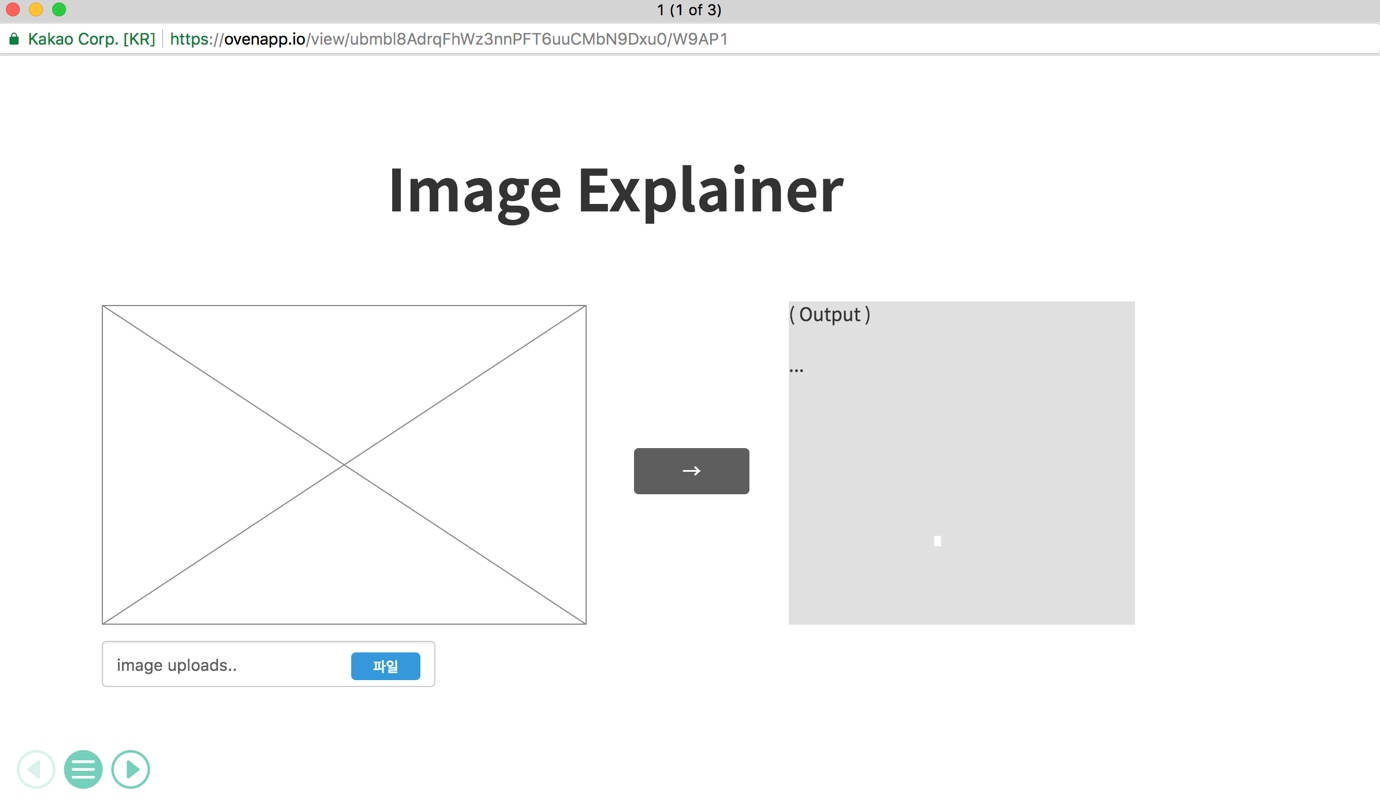 1 (1 of 3)
Kakao Corp. [KR] https://ovenapp.io/view/ubmbl8AdrqFhWz3nnPFT6uuCMbN9Dxu0/W9AP1
Image Explainer
( Output )
...
→
image uploads..
파일